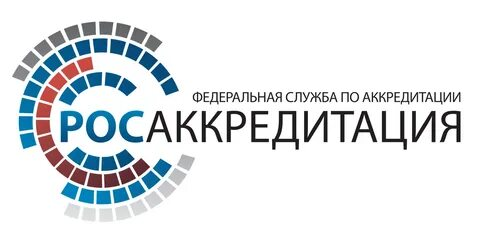 ФЕДЕРАЛЬНАЯ СЛУЖБА ПО АККРЕДИТАЦИИ
РОСАККРЕДИТАЦИЯ